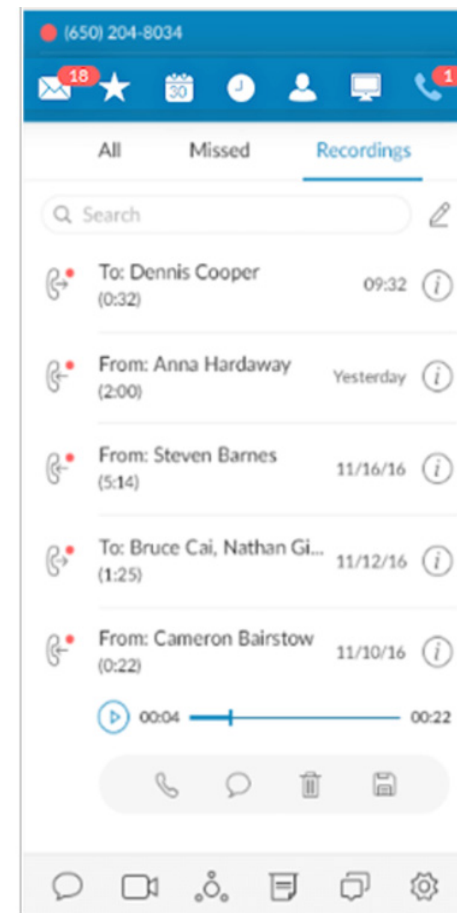 (650) 204-8034
18
30
1
All Missed Recordings
Search
To: Dennis Cooper
09:32
(0:32)
From: Anna Hardaway
Yesterday
(2:00)
From: Steven Barnes
11/16/16
(5:14)
To: Bruce Cai, Nathan Gi...
11/12/16
(1:25)
From: Cameron Bairstow
11/10/16
(0:22)
00:04 00:22